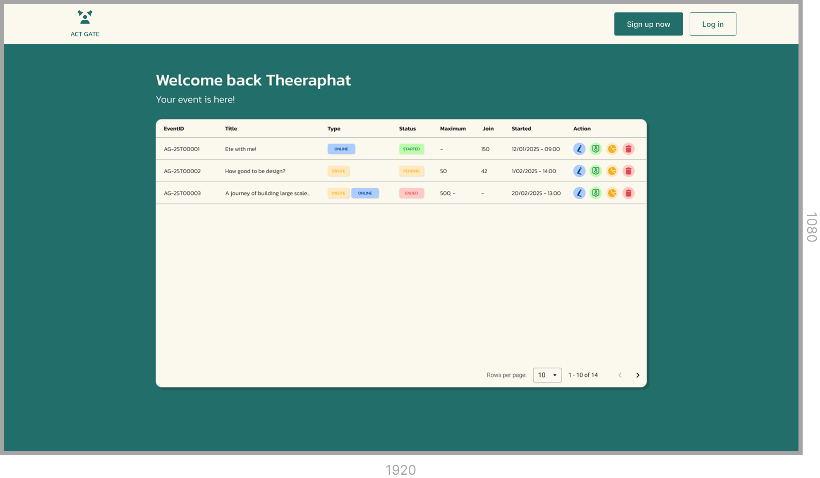 ACT GATE
Sign up now
Log in
Welcome back Theeraphat
Your event is here!
EventID Title Type Status Maximum Join Started Action
AG-25T00001 Ete with me! ONLINE STARTED - 150 12/01/2025 - 09:00
AG-25T00002 How good to be design? ONSITE PENDING 50 42 1/02/2025 - 14:00
AG-25T00003 A journey of building large scale.. ONSITE ONLINE ENDED 500, - - 20/02/2025 - 13:00
Rows per page: 10 1 - 10 of 14
1080
1920